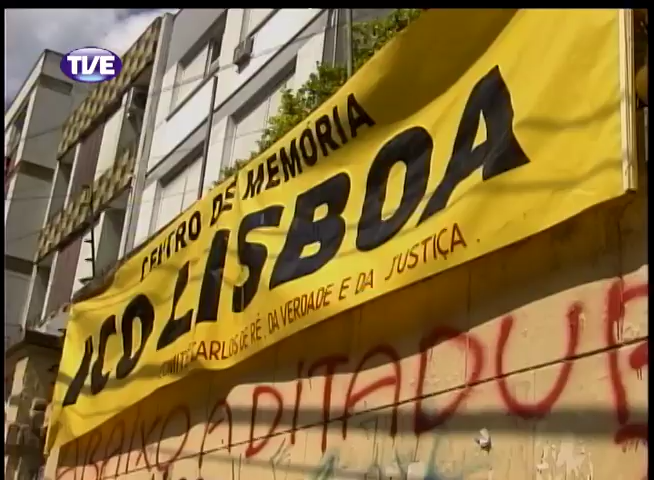 TVE
CENTRO DE MEMÓRIA
ICO LISBOA
COMITÊ CARLOS DE RÉ. DA VERDADE E DA JUSTIÇA.
ABAIXO A DITADURA